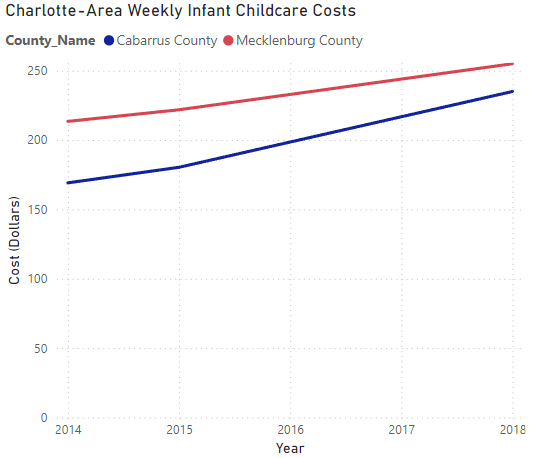 Charlotte-Area Weekly Infant Childcare Costs
County_Name Cabarrus County Mecklenburg County
250
200
150
100
50
0
Cost (Dollars)
2014 2015 2016 2017 2018
Year